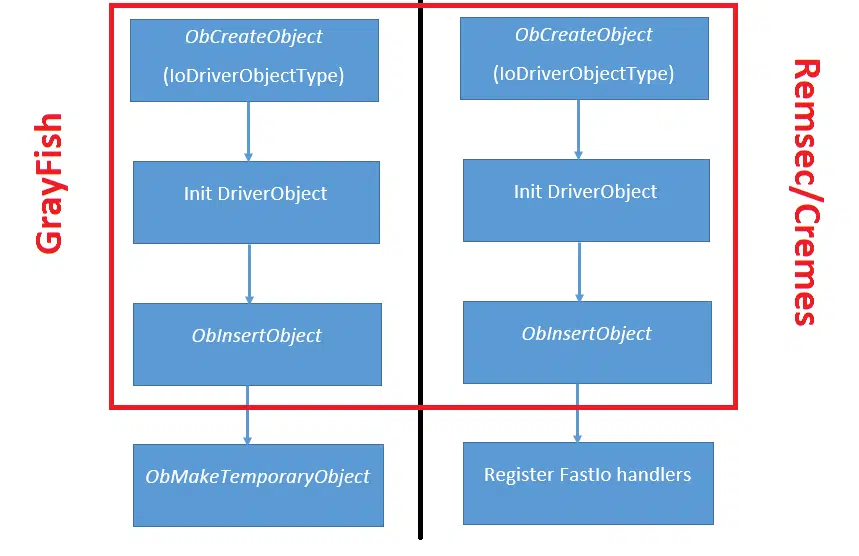 GrayFish
ObCreateObject
(IoDriverObjectType)
Init DriverObject
ObInsertObject
ObMakeTemporaryObject
ObCreateObject
(IoDriverObjectType)
Init DriverObject
ObInsertObject
Register FastIo handlers
Remsec/Cremes